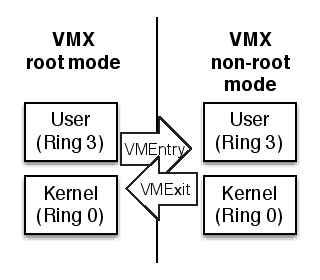 VMX
root mode
VMX
non-root
mode
User
(Ring 3)
User
(Ring 3)
VMEntry
VMExit
Kernel
(Ring 0)
Kernel
(Ring 0)